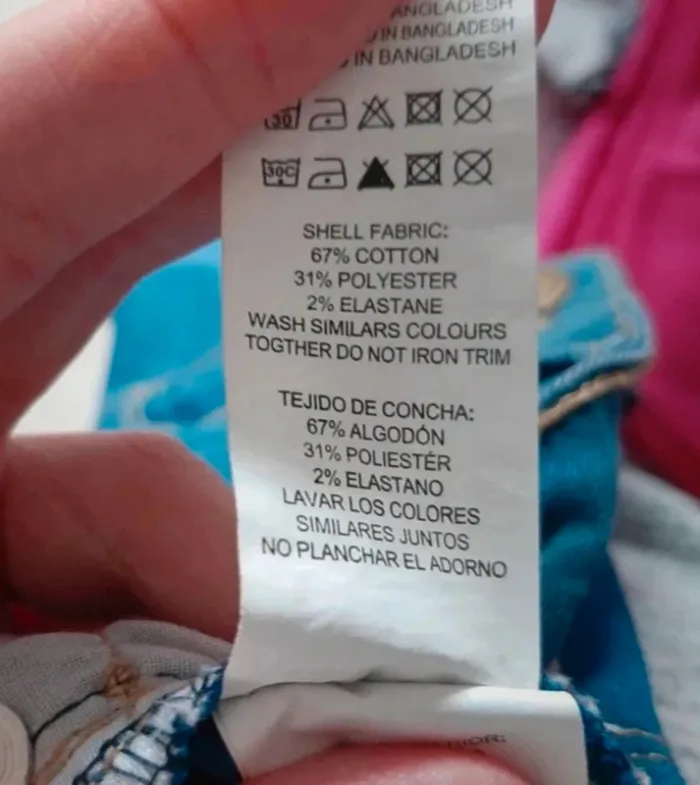 ANGLADESH
IN BANGLADESH
IN BANGLADESH
30
30C
SHELL FABRIC:
67% COTTON
31% POLYESTER
2% ELASTANE
WASH SIMILARS COLOURS
TOGTHER DO NOT IRON TRIM
TEJIDO DE CONCHA:
67% ALGODÓN
31% POLIESTÉR
2% ELASTANO
LAVAR LOS COLORES
SIMILARES JUNTOS
NO PLANCHAR EL ADORNO